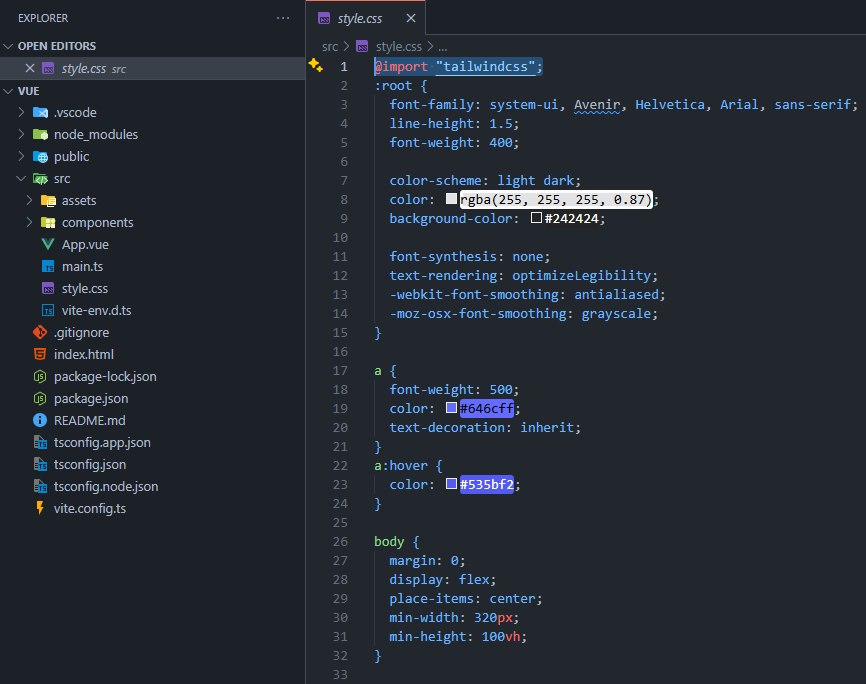 EXPLORER
···
OPEN EDITORS
style.css src
VUE
.vscode
node_modules
public
src
assets
components
App.vue
main.ts
style.css
vite-env.d.ts
.gitignore
index.html
package-lock.json
package.json
README.md
tsconfig.app.json
tsconfig.json
tsconfig.node.json
vite.config.ts
style.css
src > style.css > ...
1 @import "tailwindcss";
2 :root {
3 font-family: system-ui, Avenir, Helvetica, Arial, sans-serif;
4 line-height: 1.5;
5 font-weight: 400;
6
7 color-scheme: light dark;
8 color: rgba(255, 255, 255, 0.87);
9 background-color: #242424;
10
11 font-synthesis: none;
12 text-rendering: optimizeLegibility;
13 -webkit-font-smoothing: antialiased;
14 -moz-osx-font-smoothing: grayscale;
15 }
16
17 a {
18 font-weight: 500;
19 color: #646cff;
20 text-decoration: inherit;
21 }
22 a:hover {
23 color: #535bf2;
24 }
25
26 body {
27 margin: 0;
28 display: flex;
29 place-items: center;
30 min-width: 320px;
31 min-height: 100vh;
32 }
33